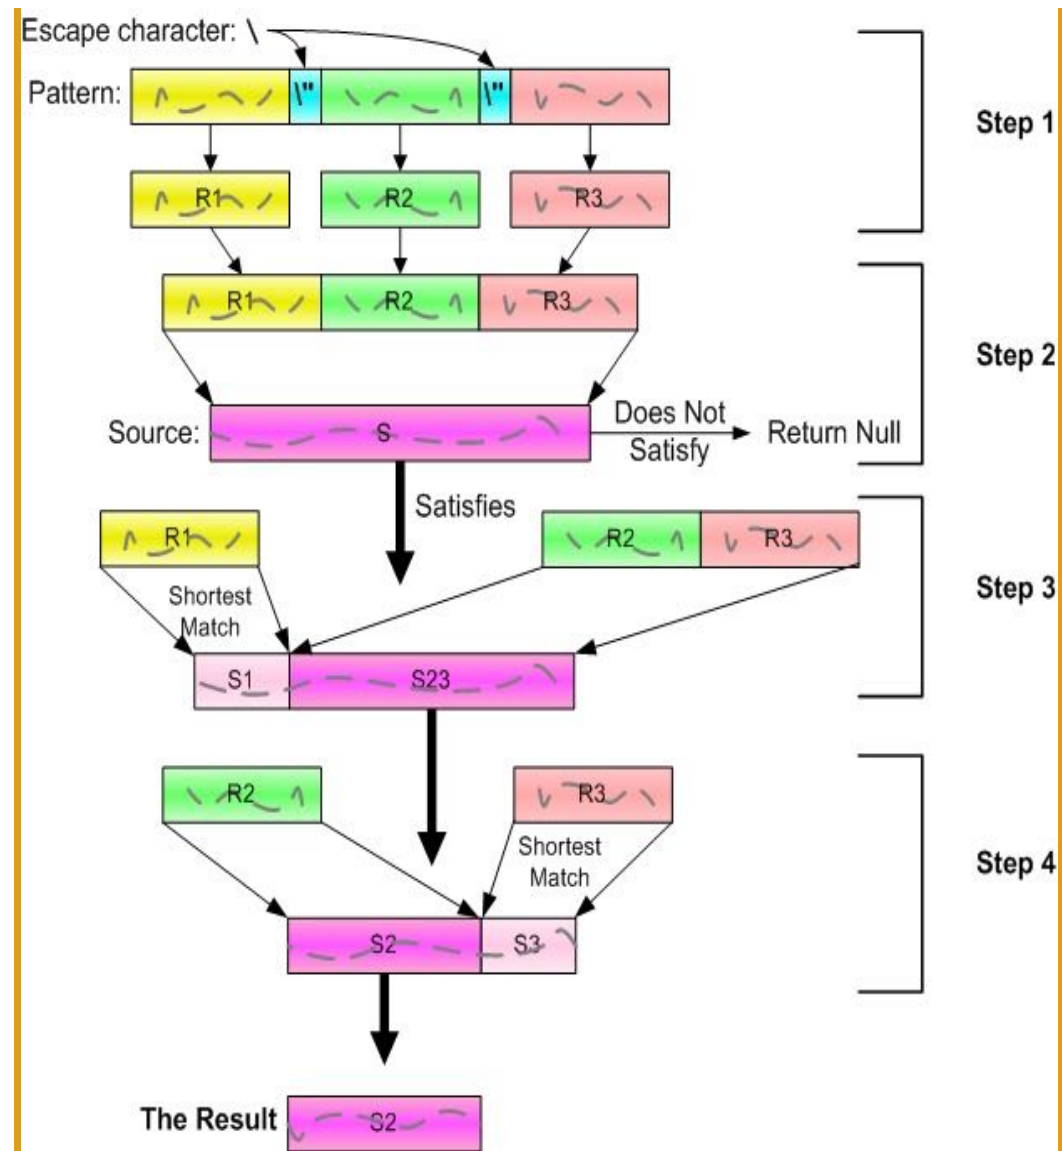 Escape character: \
Pattern:
\"
\"
Step 1
R1
R2
R3
R1
R2
R3
Step 2
Source:
S
Does Not
Satisfy
Return Null
Satisfies
R1
R2
R3
Step 3
Shortest
Match
S1
S23
R2
R3
Shortest
Match
Step 4
S2
S3
The Result
S2